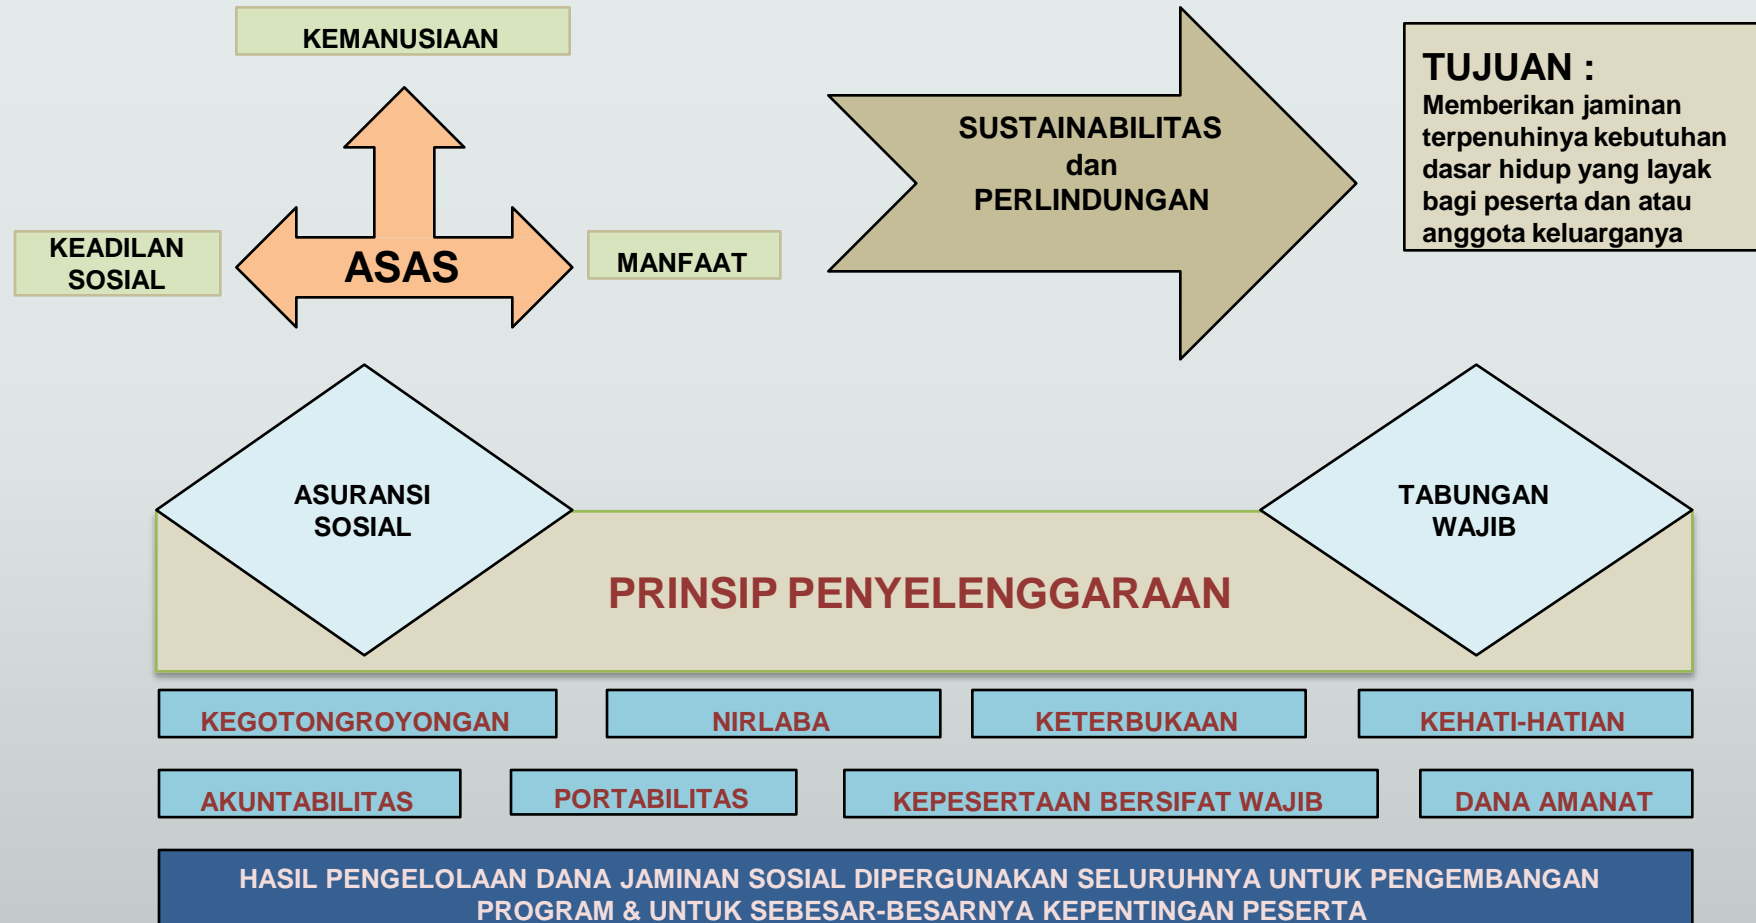 KEMANUSIAAN
KEADILAN
SOSIAL
ASAS
MANFAAT
SUSTAINABILITAS
dan
PERLINDUNGAN
TUJUAN :
Memberikan jaminan
terpenuhinya kebutuhan
dasar hidup yang layak
bagi peserta dan atau
anggota keluarganya
ASURANSI
SOSIAL
TABUNGAN
WAJIB
PRINSIP PENYELENGGARAAN
KEGOTONGROYONGAN
NIRLABA
KETERBUKAAN
KEHATI-HATIAN
AKUNTABILITAS
PORTABILITAS
KEPESERTAAN BERSIFAT WAJIB
DANA AMANAT
HASIL PENGELOLAAN DANA JAMINAN SOSIAL DIPERGUNAKAN SELURUHNYA UNTUK PENGEMBANGAN
PROGRAM & UNTUK SEBESAR-BESARNYA KEPENTINGAN PESERTA